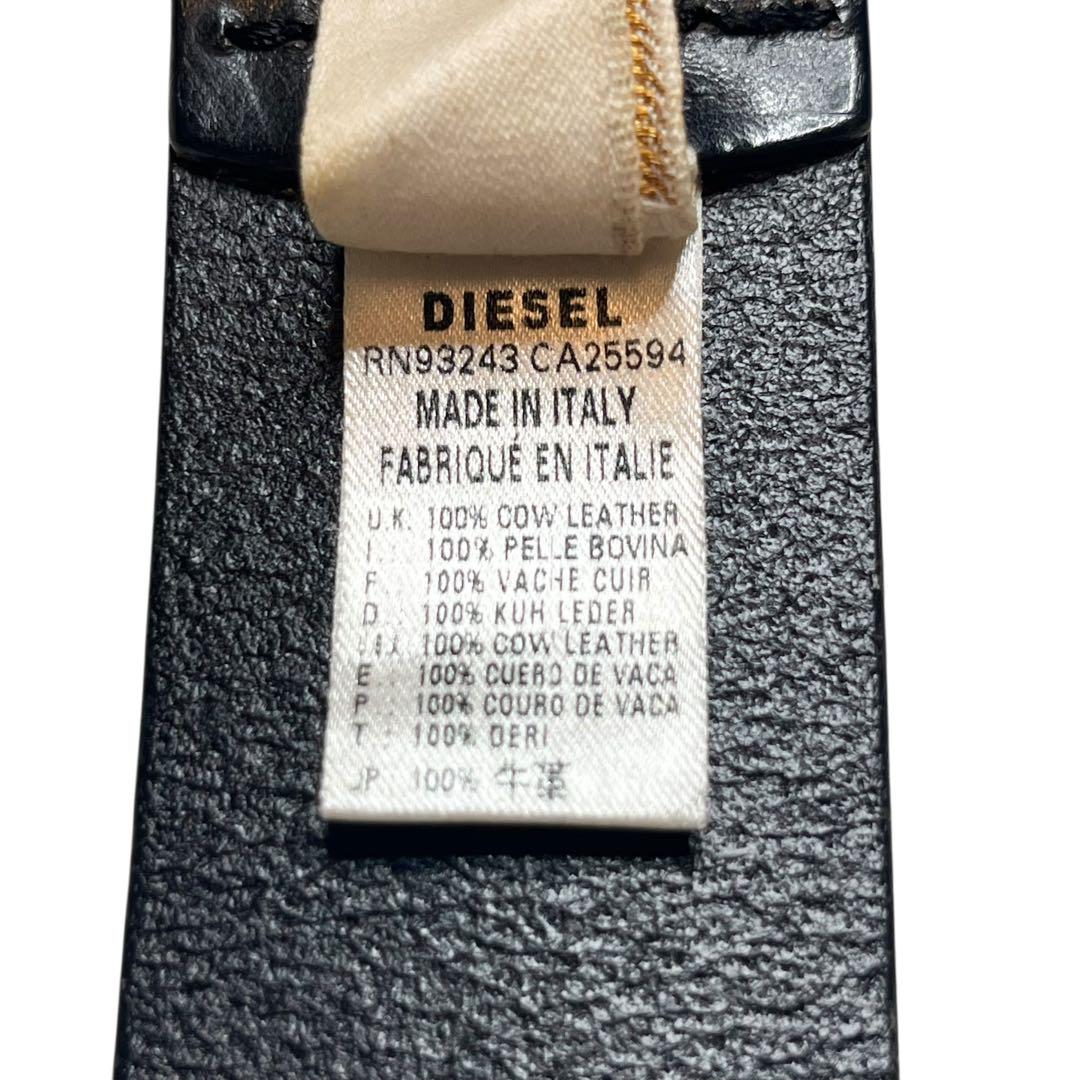 DIESEL
RN93243 CA25594
MADE IN ITALY
FABRIQUÉ EN ITALIE
U.K: 100% COW LEATHER
I.: 100% PELLE BOVINA
F.: 100% VACHE CUIR
D.: 100% KUH LEDER
100% COW LEATHER
E.: 100% CUERO DE VACA
P.: 100% COURO DE VACA
T.: 100% DERI
JP.: 100% 牛革